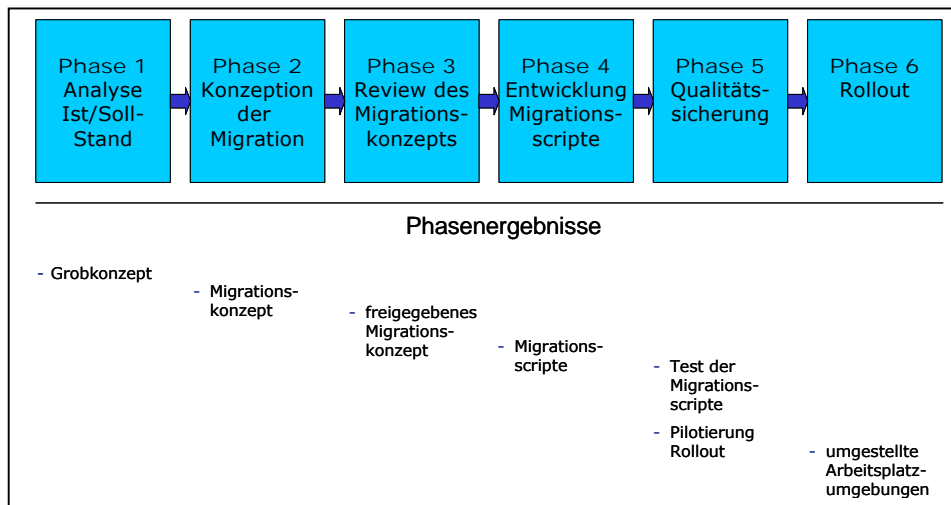 Phase 1
Analyse
Ist/Soll-
Stand
Phase 2
Konzeption
der
Migration
Phase 3
Review des
Migrations-
konzepts
Phase 4
Entwicklung
Migrations-
scripte
Phase 5
Qualitäts-
sicherung
Phase 6
Rollout
Phasenergebnisse
- Grobkonzept
- Migrations-
konzept
- freigegebenes
Migrations-
konzept
- Migrations-
scripte
- Test der
Migrations-
scripte
- Pilotierung
Rollout
- umgestellte
Arbeitsplatz-
umgebungen